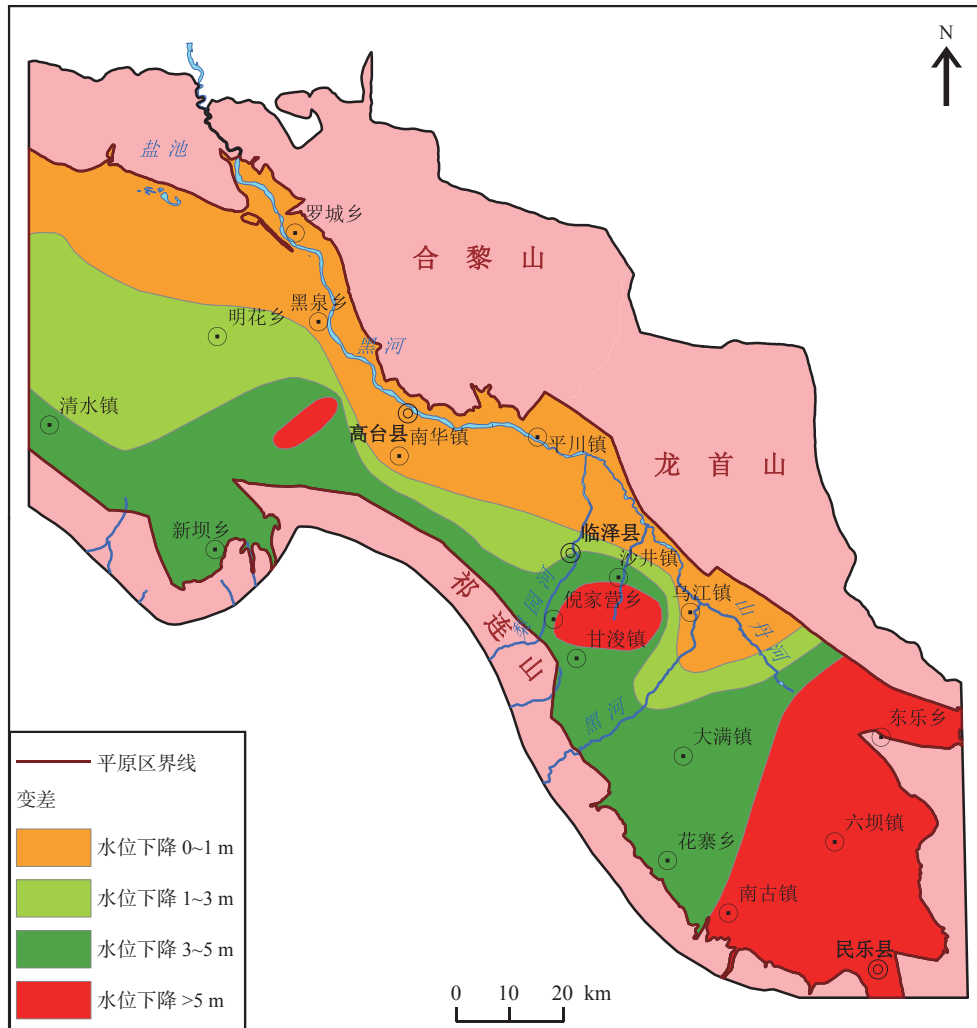 N
盐池
罗城乡
合黎山
黑泉乡
明花乡
黑河
清水镇
高台县
南华镇
平川镇
龙首山
新坝乡
临泽县
沙井镇
梨园河
倪家营乡
乌江镇
山丹河
祁连山
甘浚镇
黑河
东乐乡
大满镇
六坝镇
花寨乡
南古镇
民乐县
平原区界线
变差
水位下降 0~1 m
水位下降 1~3 m
水位下降 3~5 m
水位下降 >5 m
0 10 20 km